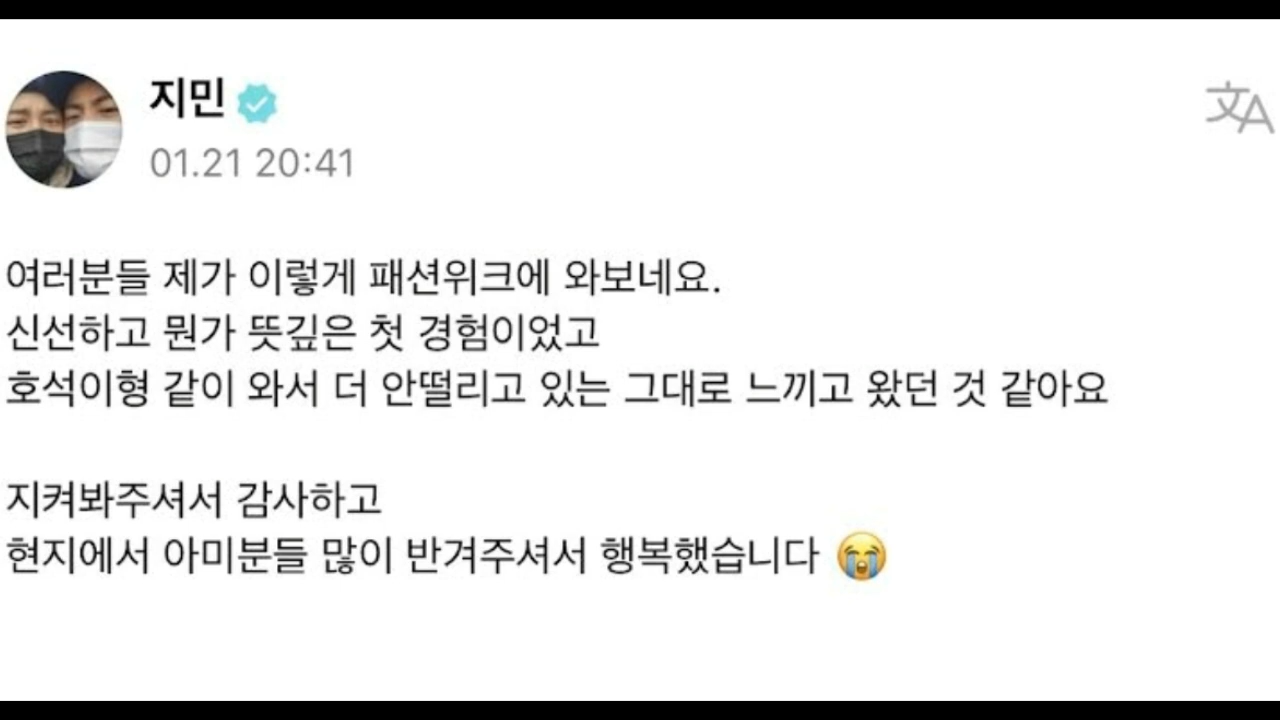 지민
01.21 20:41
文A
여러분들 제가 이렇게 패션위크에 와보네요.
신선하고 뭔가 뜻깊은 첫 경험이었고
호석이형 같이 와서 더 안떨리고 있는 그대로 느끼고 왔던 것 같아요
지켜봐주셔서 감사하고
현지에서 아미분들 많이 반겨주셔서 행복했습니다 😭